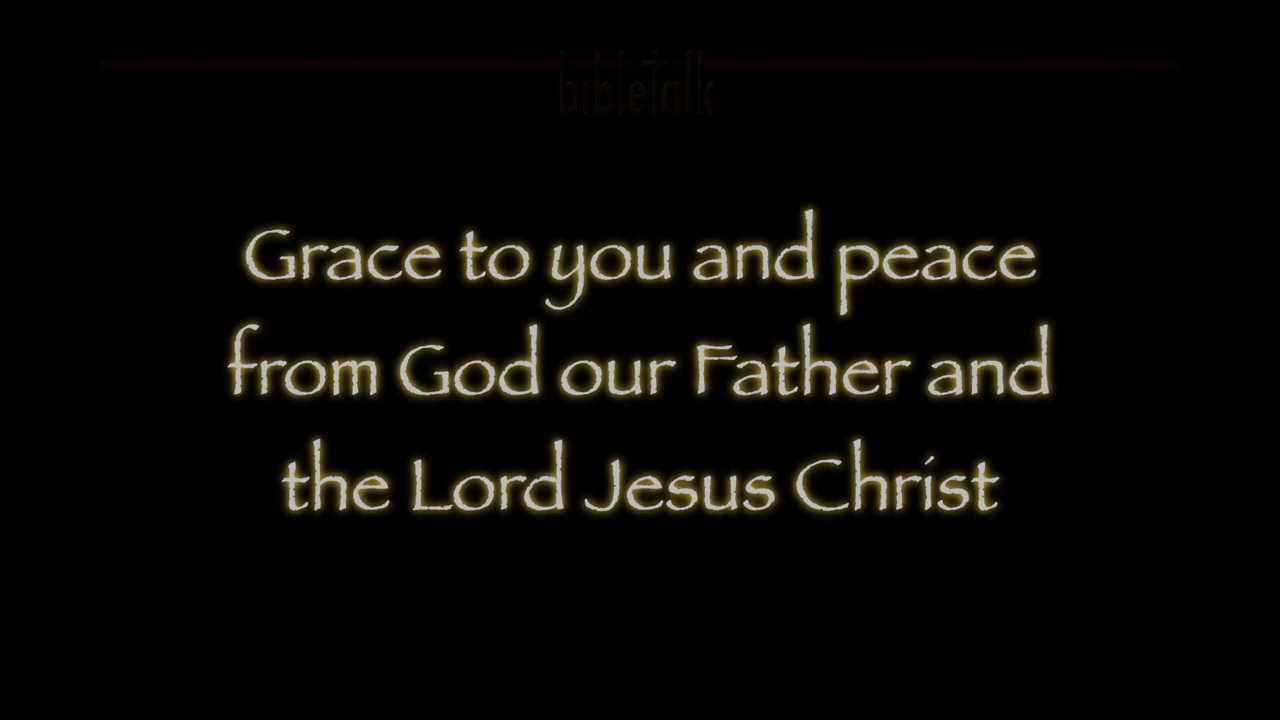 bibletalk
Grace to you and peace
from God our Father and
the Lord Jesus Christ